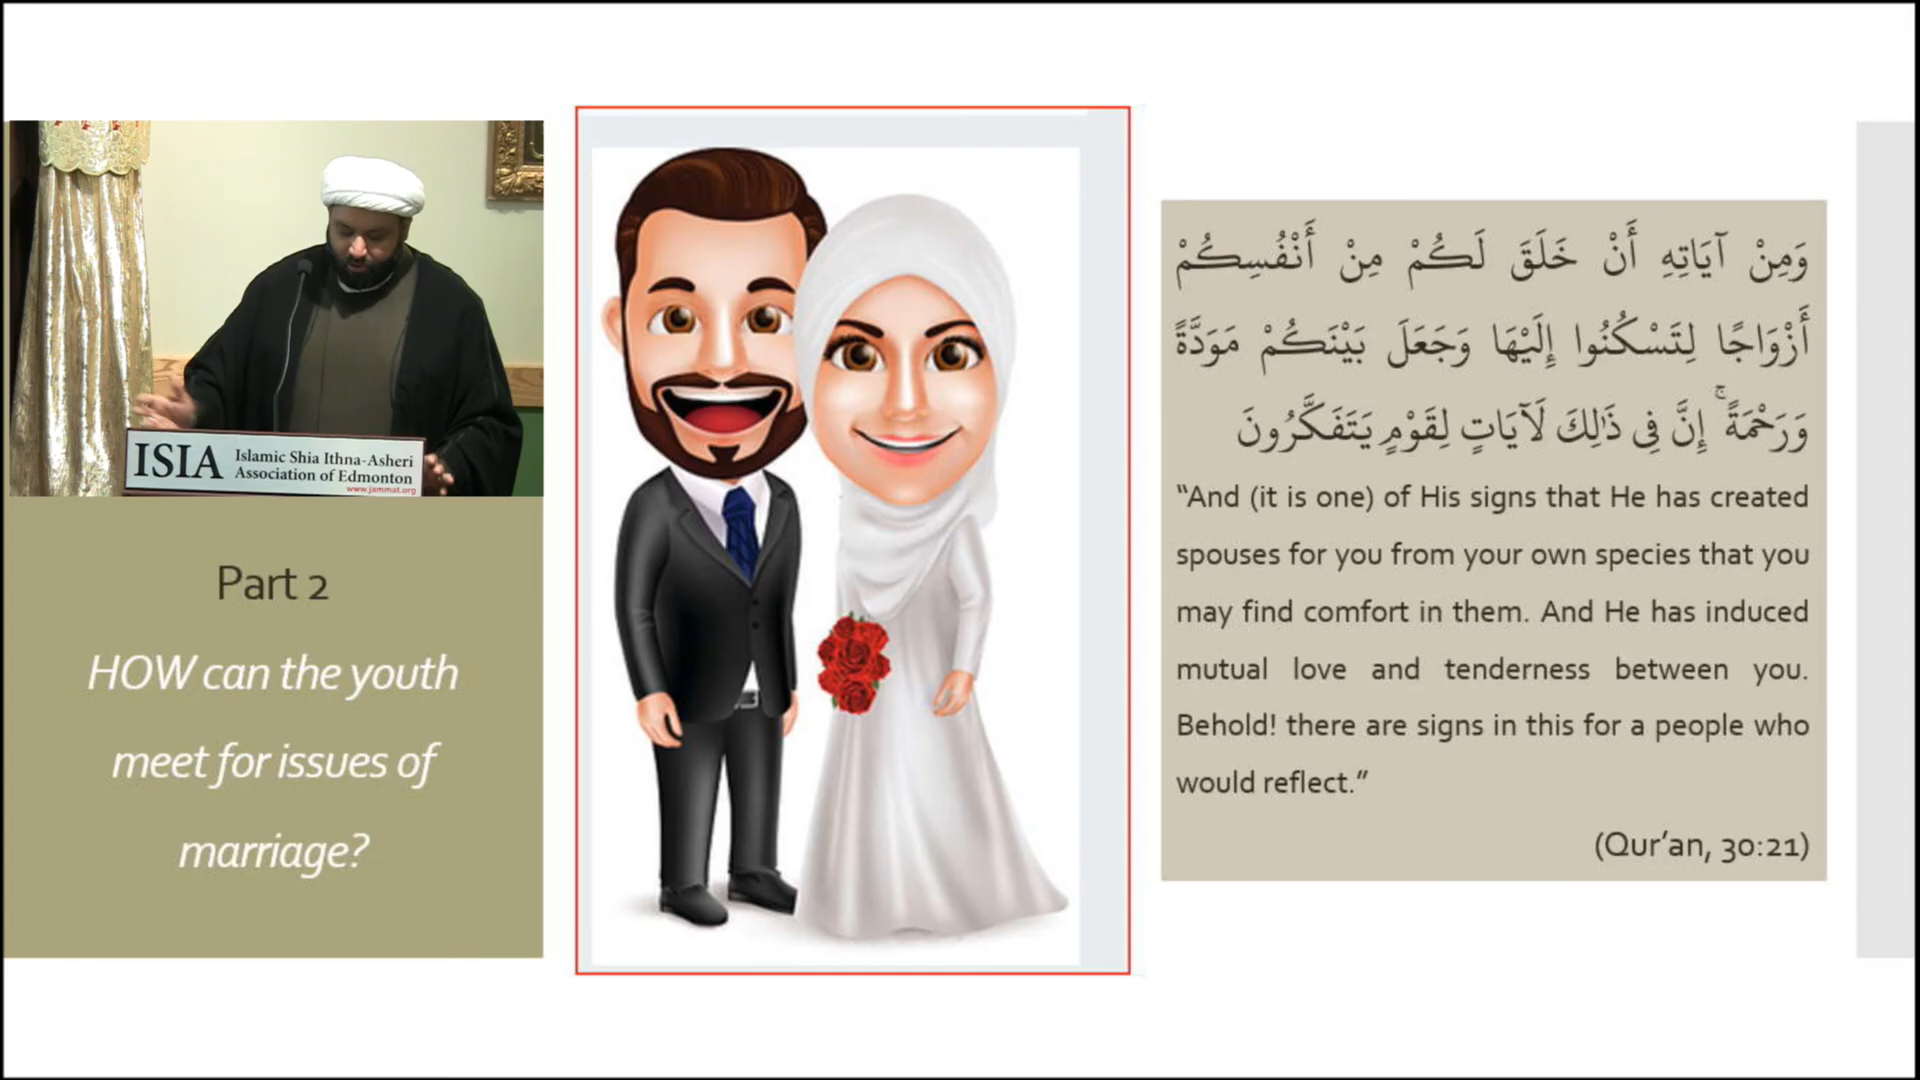 ISIA
Islamic Shia Ithna-Asheri
Association of Edmonton
www.jammat.org
Part 2
HOW can the youth
meet for issues of
marriage?
وَمِنْ آيَاتِهِ أَنْ خَلَقَ لَكُمْ مِنْ أَنْفُسِكُمْ
أَزْوَاجًا لِتَسْكُنُوا إِلَيْهَا وَجَعَلَ بَيْنَكُمْ مَوَدَّةً
وَرَحْمَةً ۚ إِنَّ فِي ذَٰلِكَ لَآيَاتٍ لِقَوْمٍ يَتَفَكَّرُونَ
“And (it is one) of His signs that He has created
spouses for you from your own species that you
may find comfort in them. And He has induced
mutual love and tenderness between you.
Behold! there are signs in this for a people who
would reflect.”
(Qur’an, 30:21)